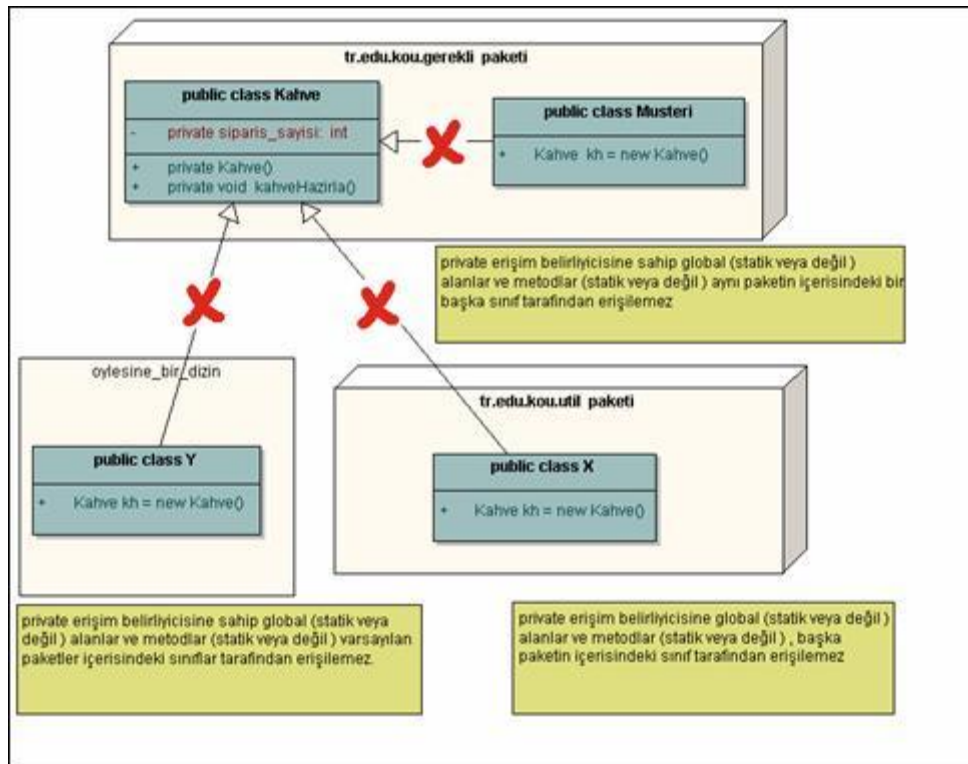 tr.edu.kou.gerekli paketi
public class Kahve
- private siparis_sayisi: int
+ private Kahve()
+ private void kahveHazirla()
public class Musteri
+ Kahve kh = new Kahve()
private erişim belirliyicisine sahip global (statik veya değil )
alanlar ve metodlar (statik veya değil ) aynı paketin içerisindeki bir
başka sınıf tarafindan erişilemez
oylesine_bir_dizin
public class Y
+ Kahve kh = new Kahve()
tr.edu.kou.util paketi
public class X
+ Kahve kh = new Kahve()
private erişim belirliyicisine sahip global (statik veya
değil ) alanlar ve metodlar (statik veya değil ) varsayılan
paketler içerisindeki sınıflar tarafindan erişilemez.
private erişim belirliyicisine global (statik veya değil )
alanlar ve metodlar (statik veya değil ) , başka
paketin içerisindeki sınıf tarafindan erişilemez